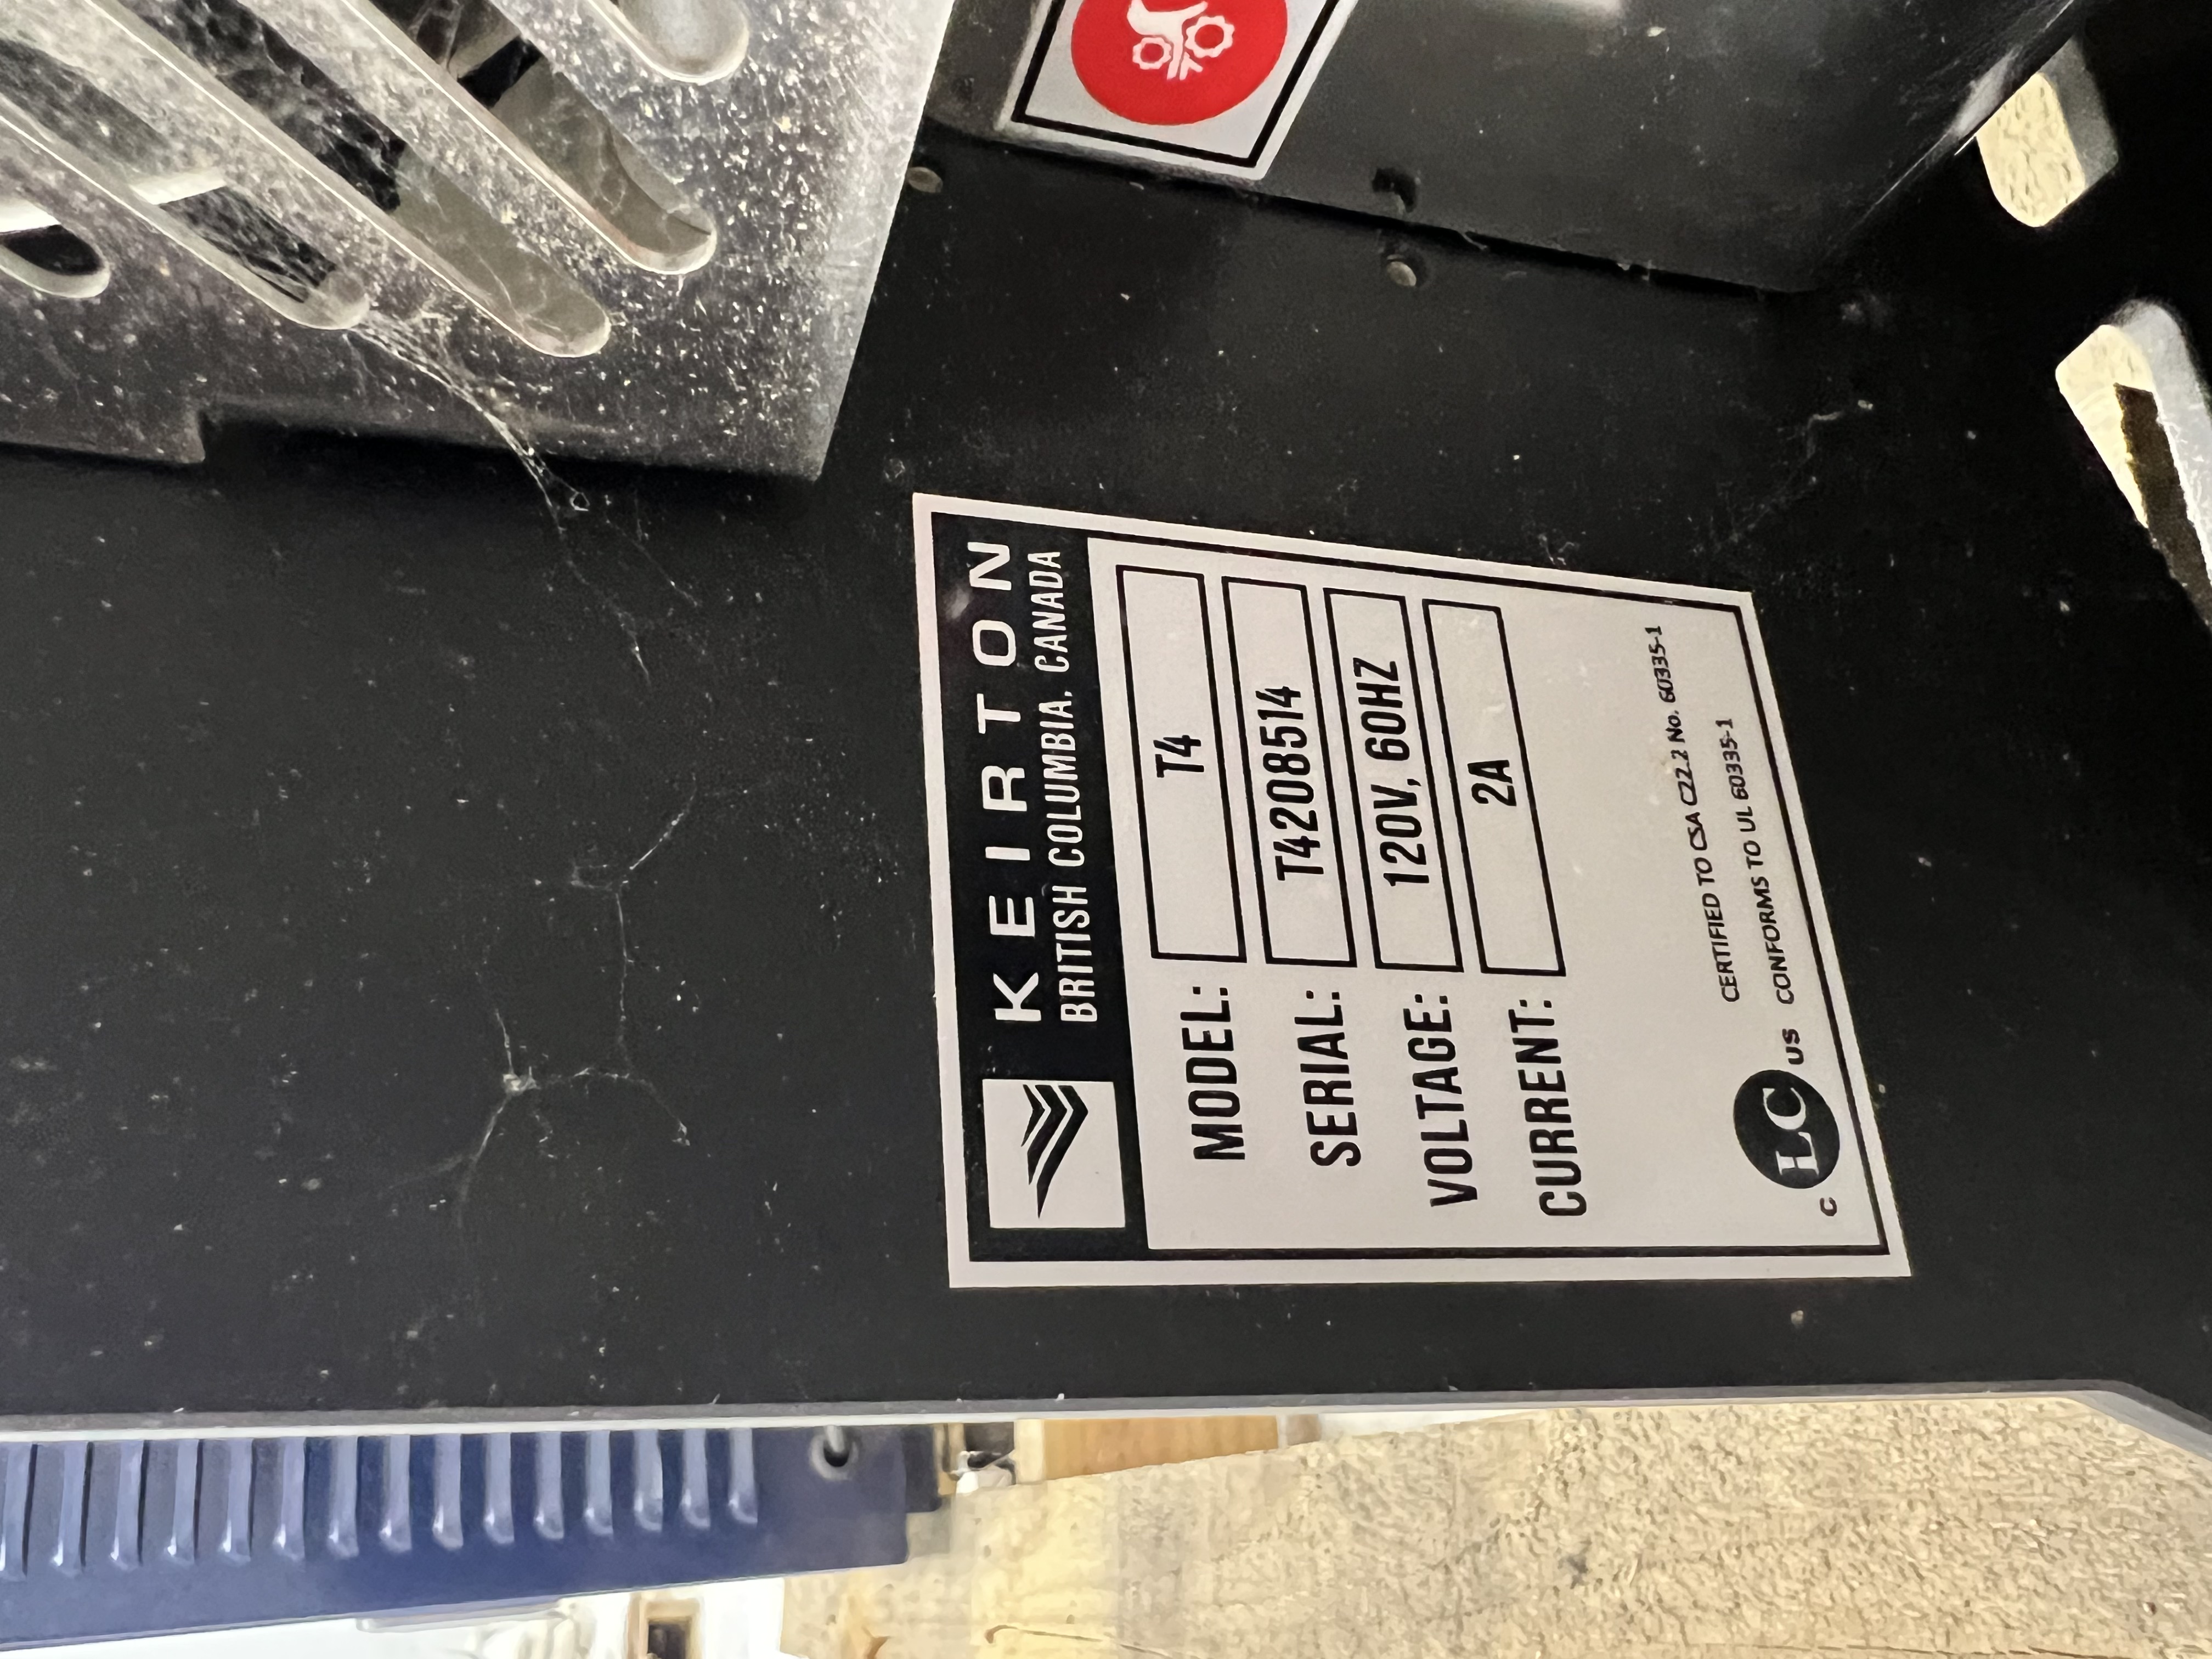 KEIRTON
BRITISH COLUMBIA, CANADA
MODEL: T4
SERIAL: T4208514
VOLTAGE: 120V, 60HZ
CURRENT: 2A
CERTIFIED TO CSA C22.2 No. 60335-1
C LC US CONFORMS TO UL 60335-1